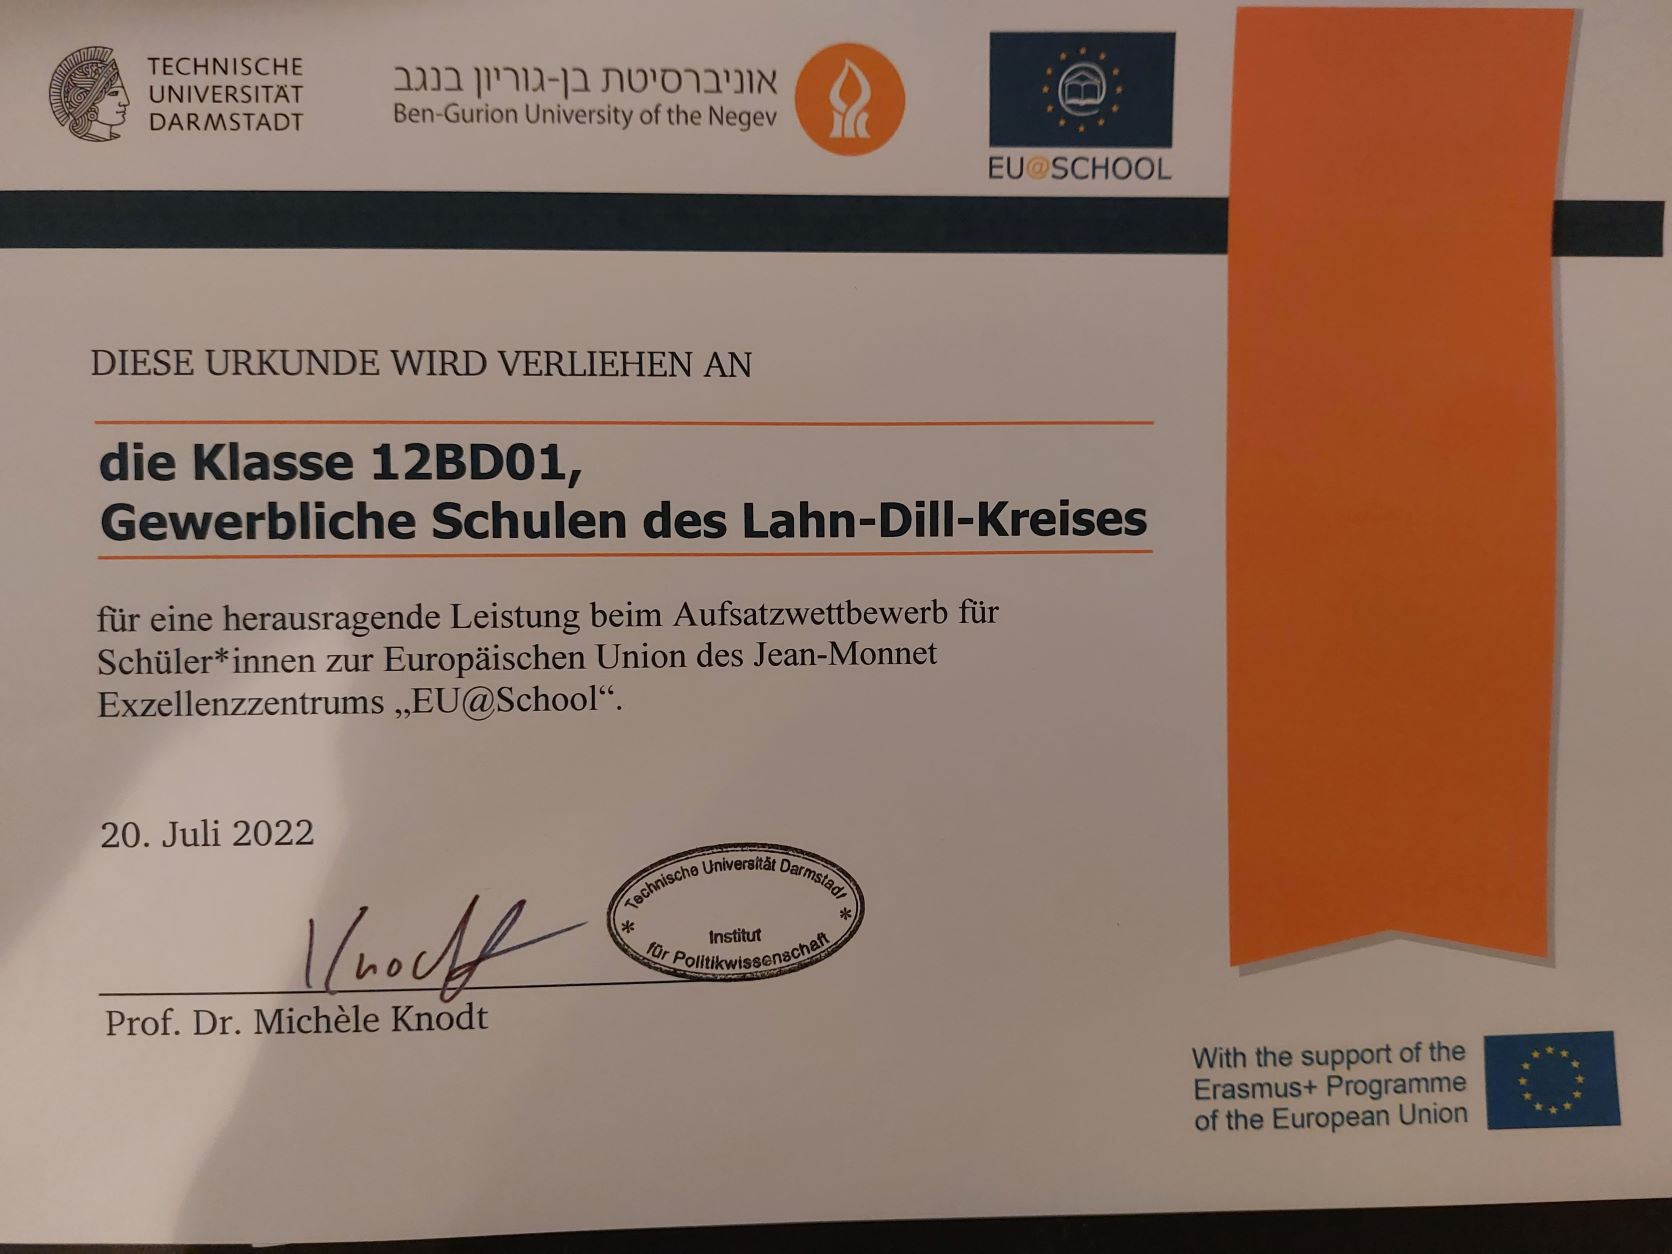 TECHNISCHE
UNIVERSITÄT
DARMSTADT
אוניברסיטת בן-גוריון בנגב
Ben-Gurion University of the Negev
EU@SCHOOL
DIESE URKUNDE WIRD VERLIEHEN AN
die Klasse 12BD01,
Gewerbliche Schulen des Lahn-Dill-Kreises
für eine herausragende Leistung beim Aufsatzwettbewerb für
Schüler*innen zur Europäischen Union des Jean-Monnet
Exzellenzzentrums „EU@School“.
20. Juli 2022
Knodt
* Technische Universität Darmstadt *
Institut
für Politikwissenschaft
Prof. Dr. Michèle Knodt
With the support of the
Erasmus+ Programme
of the European Union